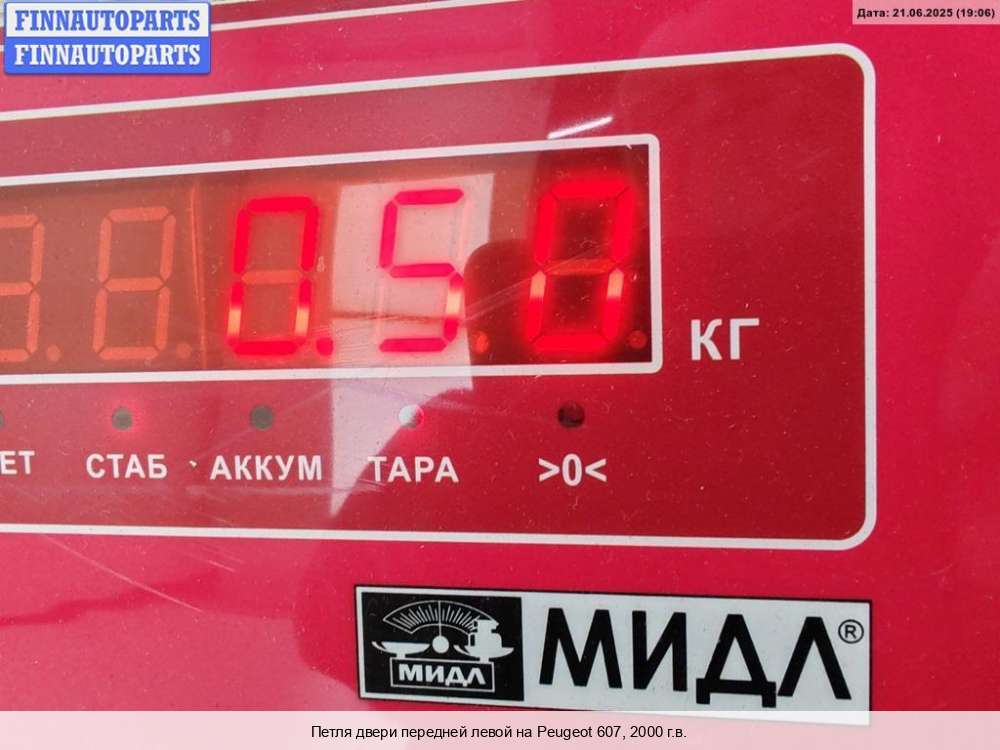 FINNAUTOPARTS
FINNAUTOPARTS
Дата: 21.06.2025 (19:06)
0.50
КГ
ЕТ СТАБ АККУМ ТАРА >0<
МИДЛ
МИДЛ®
Петля двери передней левой на Peugeot 607, 2000 г.в.